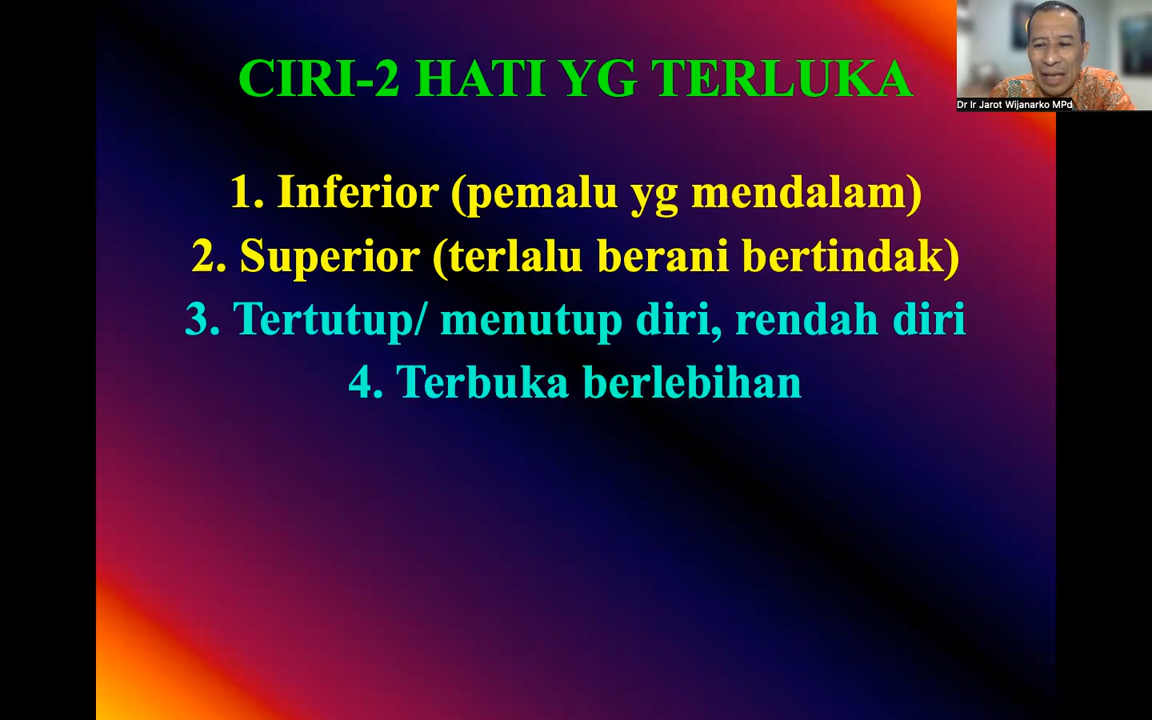 CIRI-2 HATI YG TERLUKA
Dr Ir Jarot Wijanarko MPd
1. Inferior (pemalu yg mendalam)
2. Superior (terlalu berani bertindak)
3. Tertutup/ menutup diri, rendah diri
4. Terbuka berlebihan